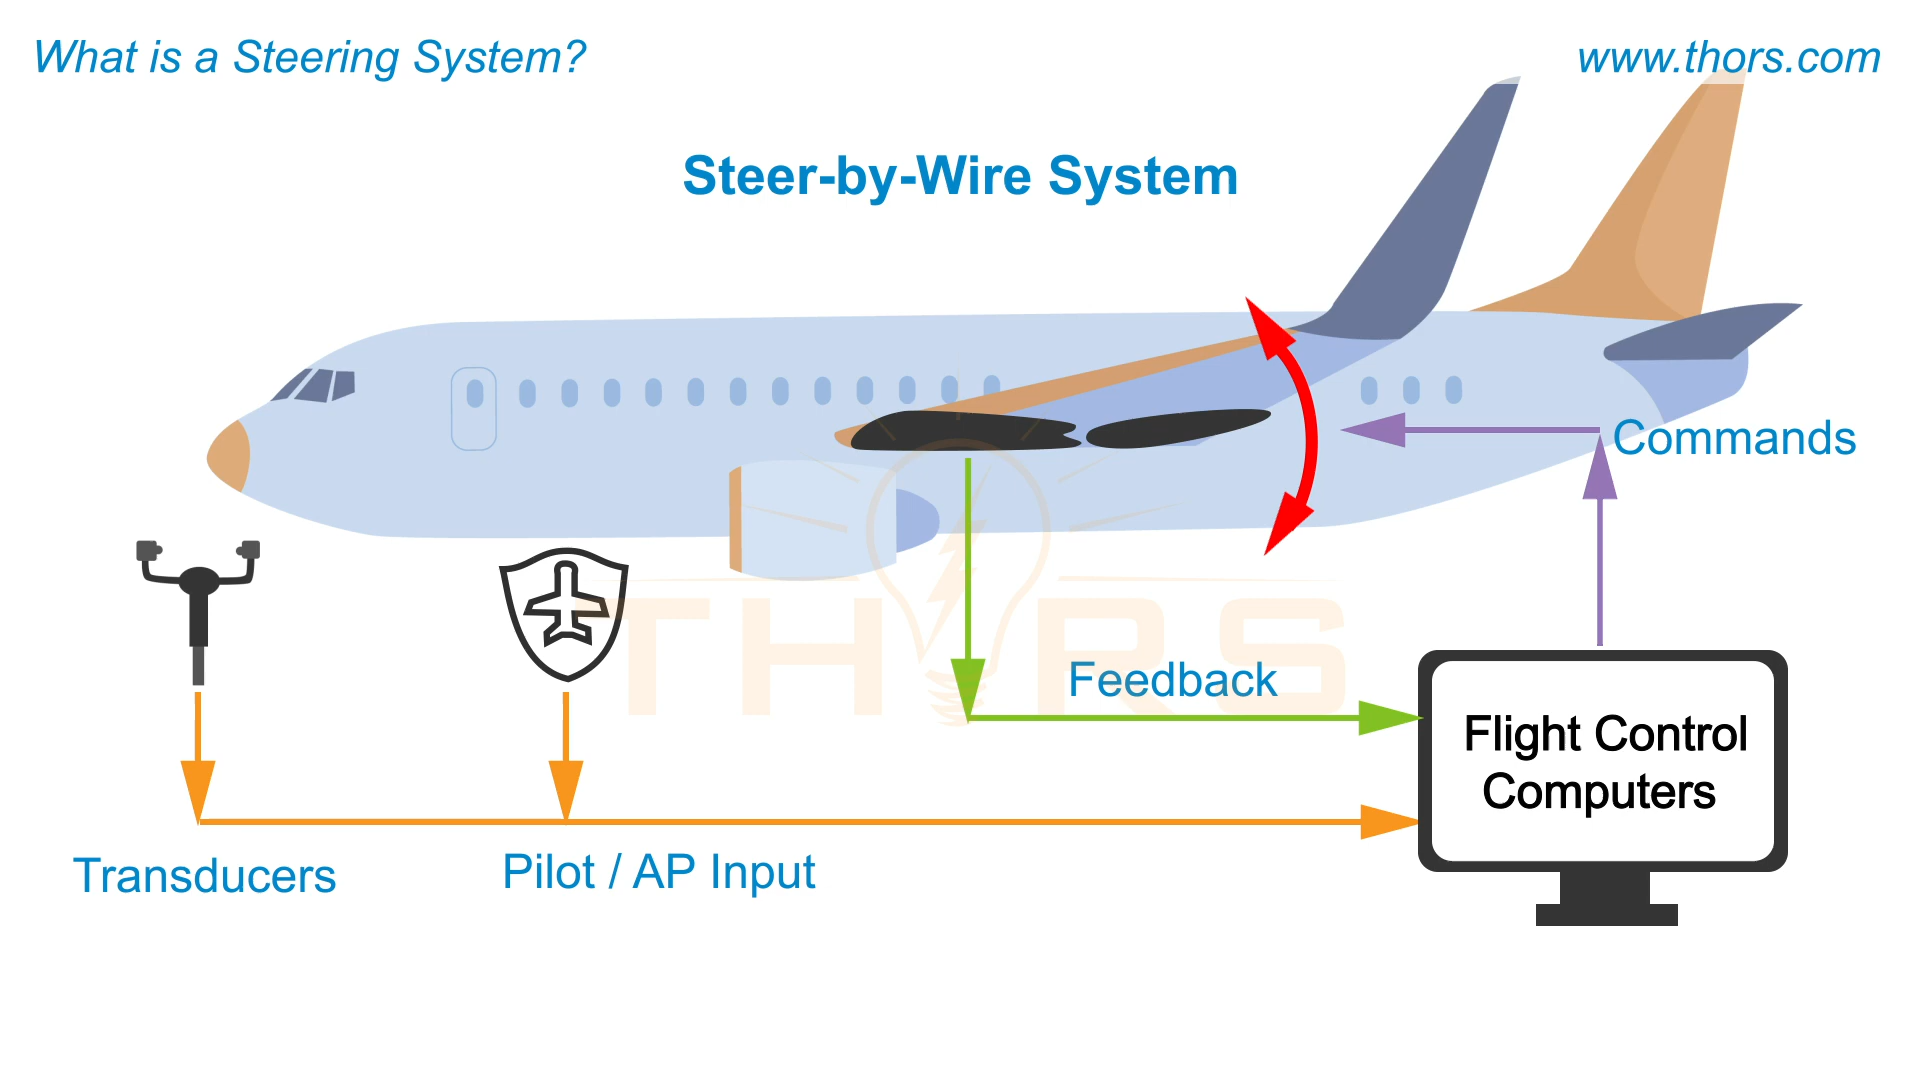 What is a Steering System?
www.thors.com
Steer-by-Wire System
Commands
THORS
Feedback
Flight Control
Computers
Transducers
Pilot / AP Input